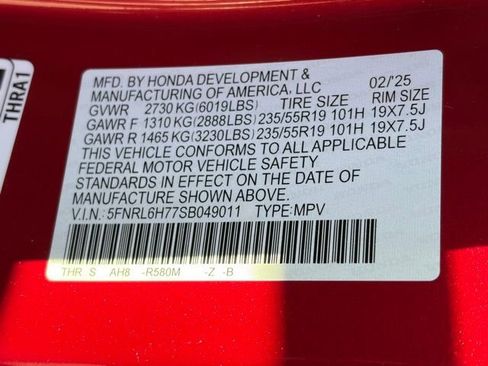 THRA1
MFD. BY HONDA DEVELOPMENT &
MANUFACTURING OF AMERICA, LLC 02/'25
GVWR 2730 KG (6019LBS) TIRE SIZE RIM SIZE
GAWR F 1310 KG (2888LBS) 235/55R19 101H 19X7.5J
GAWR R 1465 KG (3230LBS) 235/55R19 101H 19X7.5J
THIS VEHICLE CONFORMS TO ALL APPLICABLE
FEDERAL MOTOR VEHICLE SAFETY
STANDARDS IN EFFECT ON THE DATE OF
MANUFACTURE SHOWN ABOVE.
V.I.N.: 5FNRL6H77SB049011 TYPE: MPV
THR S AH8 -R580M -Z -B